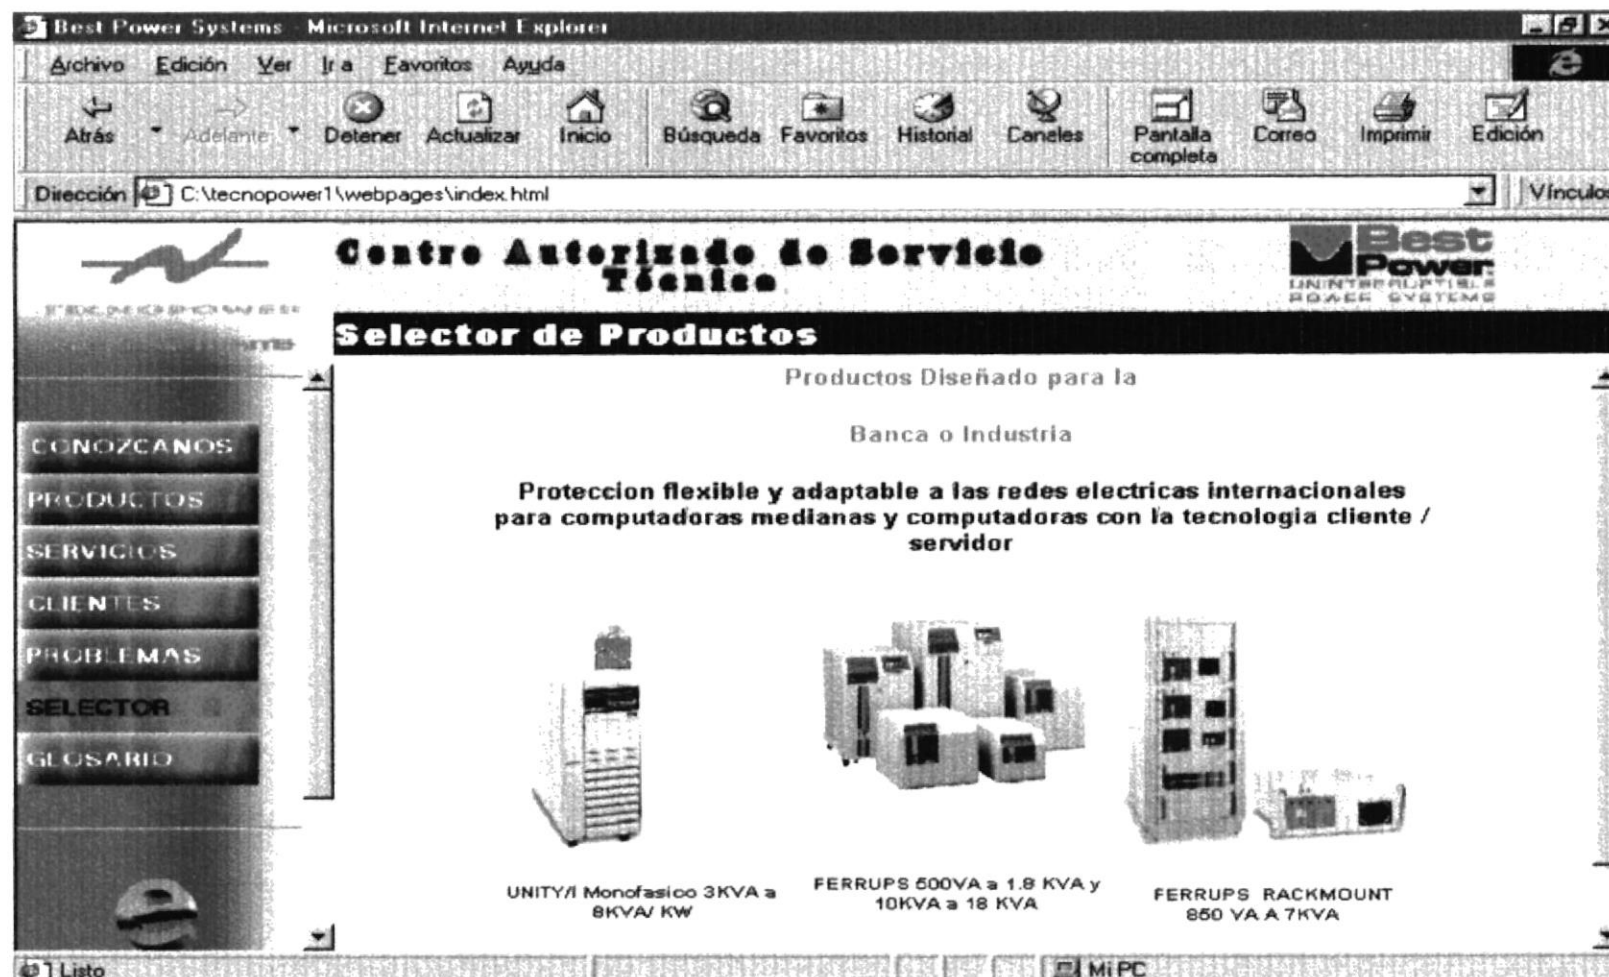 Best Power Systems - Microsoft Internet Explorer
Archivo Edición Ver Ir a Favoritos Ayuda
Atrás Adelante Detener Actualizar Inicio Búsqueda Favoritos Historial Canales Pantalla completa Correo Imprimir Edición
Dirección C:\tecnopower1\webpages\index.html Vínculos
TECNOPOWER
Centro Autorizado de Servicio
Técnico
Best
Power
UNINTERRUPTIBLE
POWER SYSTEMS
Selector de Productos
CONOZCANOS
PRODUCTOS
SERVICIOS
CLIENTES
PROBLEMAS
SELECTOR
GLOSARIO
Productos Diseñado para la
Banca o Industria
Proteccion flexible y adaptable a las redes electricas internacionales
para computadoras medianas y computadoras con la tecnologia cliente /
servidor
UNITY/I Monofasico 3KVA a
8KVA/ KW
FERRUPS 500VA a 1.8 KVA y
10KVA a 18 KVA
FERRUPS RACKMOUNT
850 VA A 7KVA
Listo
Mi PC